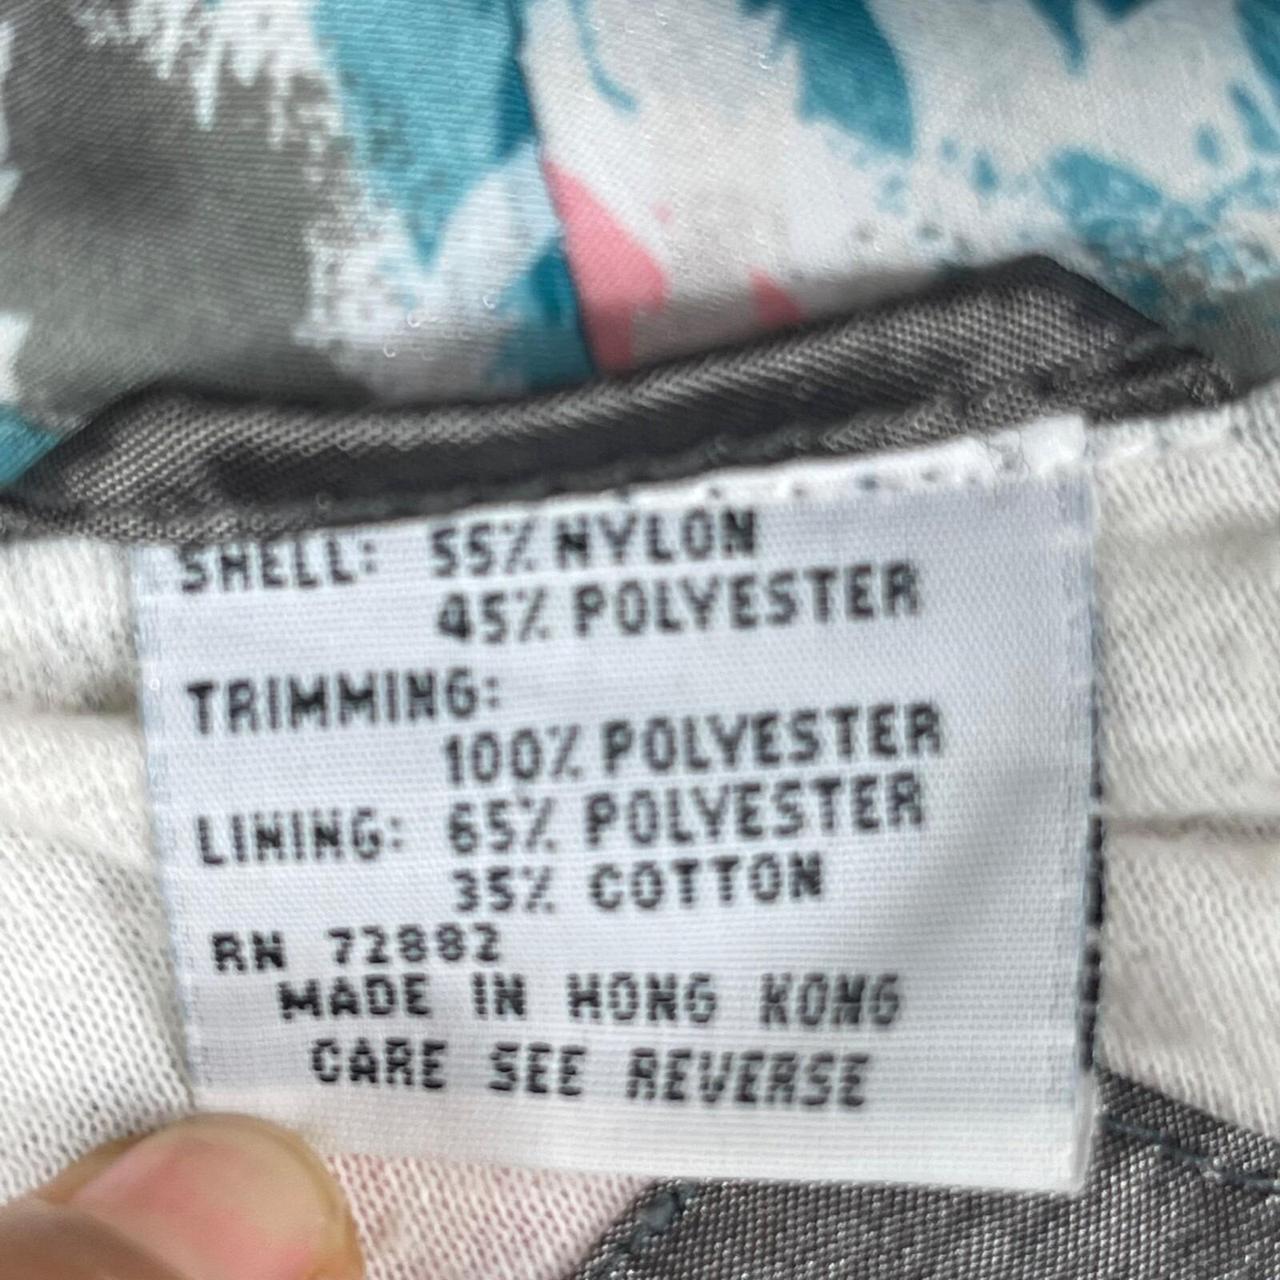 SHELL: 55% NYLON
45% POLYESTER
TRIMMING:
100% POLYESTER
LINING: 65% POLYESTER
35% COTTON
RN 72882
MADE IN HONG KONG
CARE SEE REVERSE